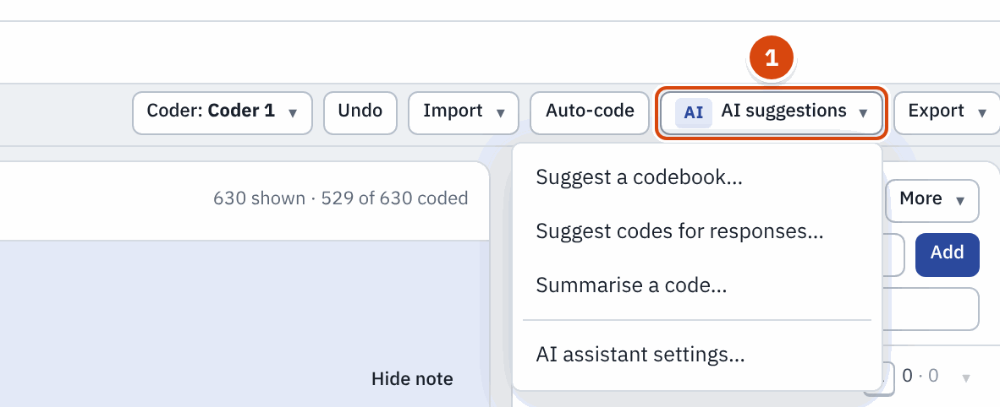 1
Coder: Coder 1 ▼
Undo
Import ▼
Auto-code
AI AI suggestions ▼
Export ▼
630 shown · 529 of 630 coded
Suggest a codebook...
More ▼
Suggest codes for responses...
Add
Summarise a code...
AI assistant settings...
Hide note
0 · 0 ▼